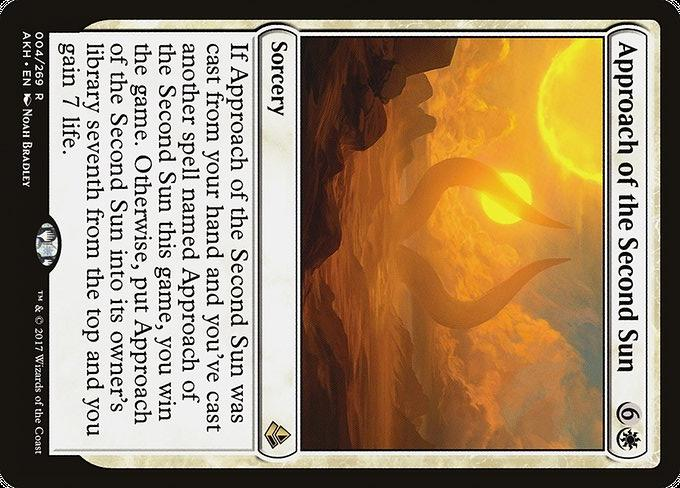 Approach of the Second Sun 6
Sorcery
If Approach of the Second Sun was
cast from your hand and you've cast
another spell named Approach of
the Second Sun this game, you win
the game. Otherwise, put Approach
of the Second Sun into its owner's
library seventh from the top and you
gain 7 life.
004/269 R
AKH • EN Noah Bradley
™ & © 2017 Wizards of the Coast